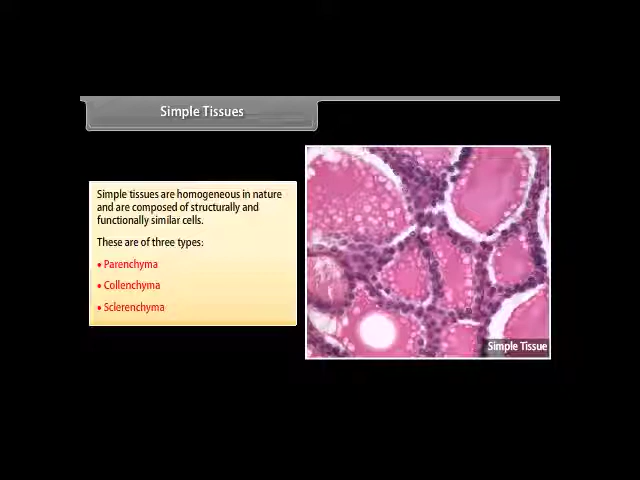 Simple Tissues
Simple tissues are homogeneous in nature
and are composed of structurally and
functionally similar cells.
These are of three types:
• Parenchyma
• Collenchyma
• Sclerenchyma
Simple Tissue